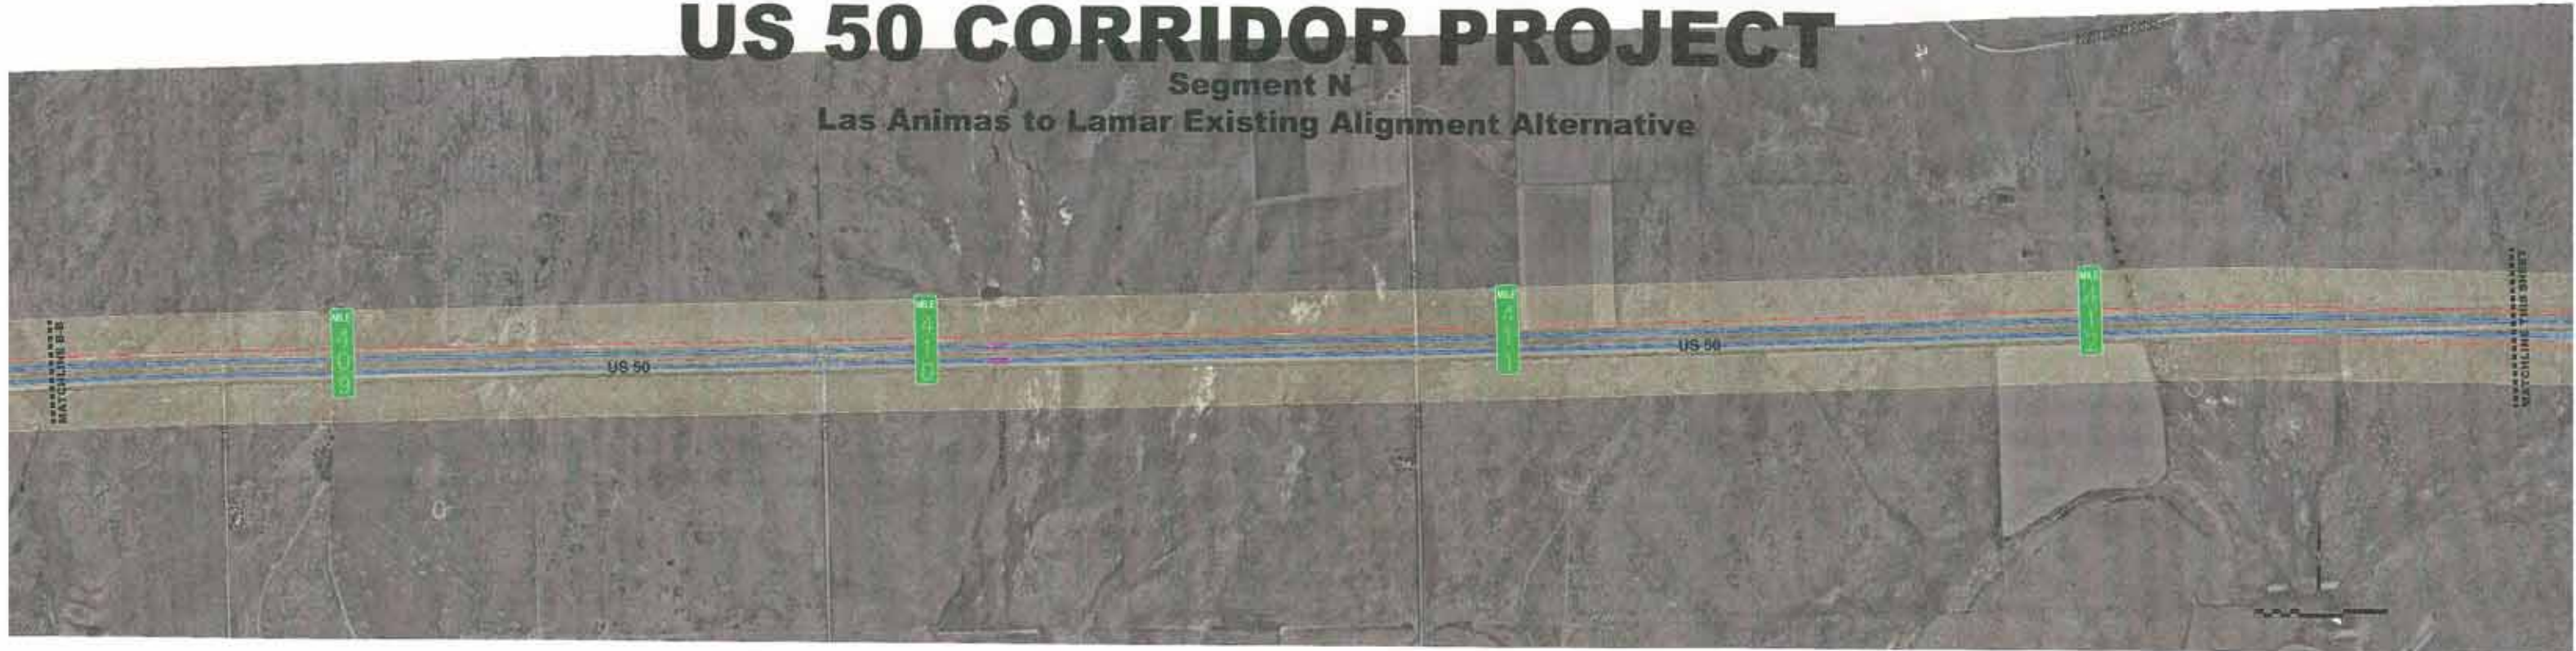 US 50 CORRIDOR PROJECT
Segment N
Las Animas to Lamar Existing Alignment Alternative
MATCHLINE B-B
MILE
409
US 50
MILE
410
MILE
411
US 50
MILE
412
MATCHLINE THIS SHEET